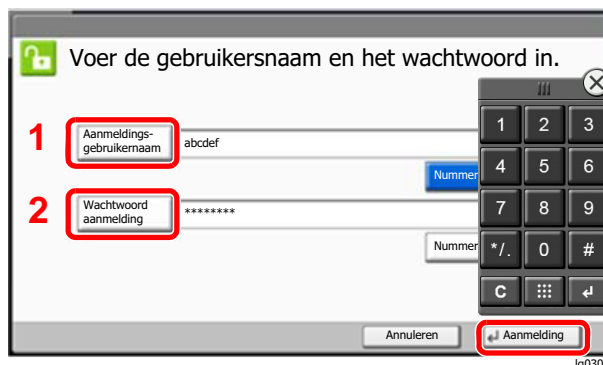 Voer de gebruikersnaam en het wachtwoord in.
1
Aanmeldings-
gebruikernaam
abcdef
Nummer
2
Wachtwoord
aanmelding
********
Nummer
1 2 3
4 5 6
7 8 9
*/. 0 #
C
Annuleren
Aanmelding